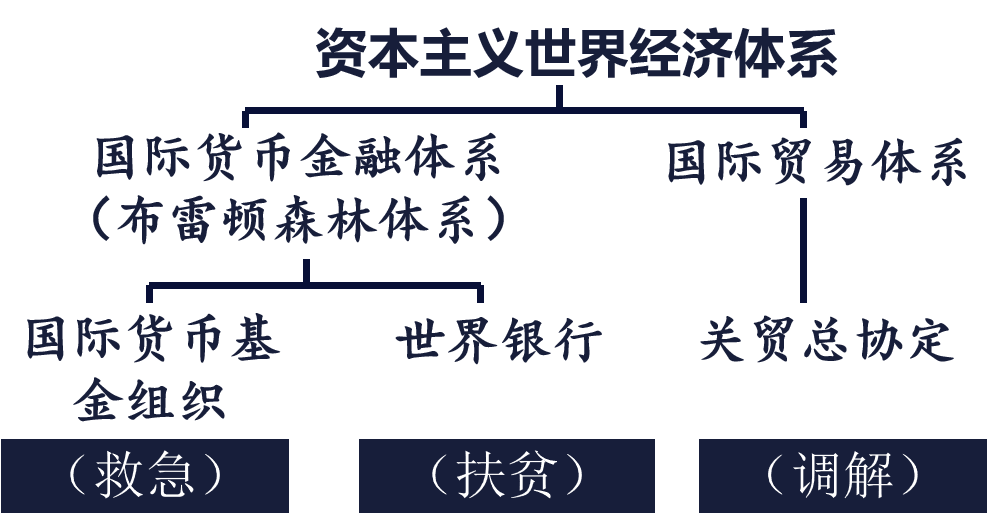 资本主义世界经济体系
国际货币金融体系
（布雷顿森林体系）
国际贸易体系
国际货币基
金组织
世界银行
关贸总协定
（救急）
（扶贫）
（调解）